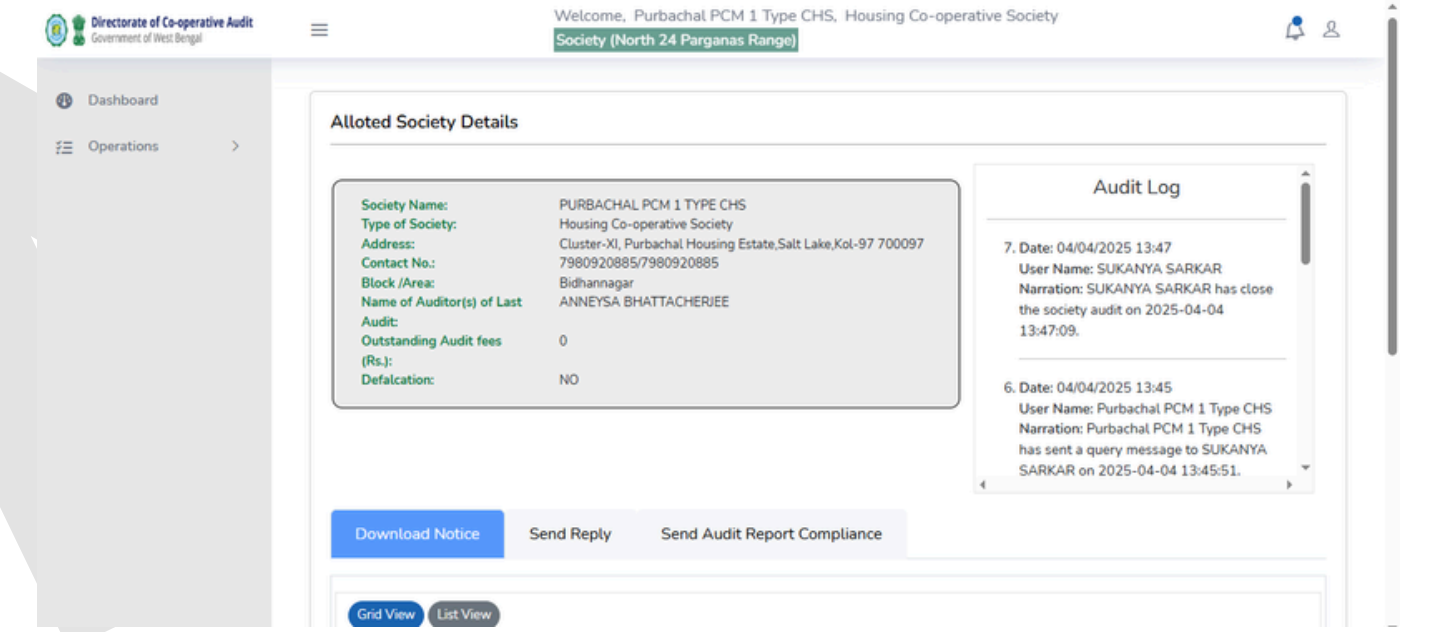 Directorate of Co-operative Audit
Government of West Bengal
Welcome, Purbachal PCM 1 Type CHS, Housing Co-operative Society
Society (North 24 Parganas Range)
Dashboard
Operations
Alloted Society Details
Society Name: PURBACHAL PCM 1 TYPE CHS
Type of Society: Housing Co-operative Society
Address: Cluster-XI, Purbachal Housing Estate,Salt Lake,Kol-97 700097
Contact No.: 7980920885/7980920885
Block /Area: Bidhannagar
Name of Auditor(s) of Last ANNEYSA BHATTACHERJEE
Audit:
Outstanding Audit fees 0
(Rs.):
Defalcation: NO
Audit Log
7. Date: 04/04/2025 13:47
User Name: SUKANYA SARKAR
Narration: SUKANYA SARKAR has close
the society audit on 2025-04-04
13:47:09.
6. Date: 04/04/2025 13:45
User Name: Purbachal PCM 1 Type CHS
Narration: Purbachal PCM 1 Type CHS
has sent a query message to SUKANYA
SARKAR on 2025-04-04 13:45:51.
Download Notice Send Reply Send Audit Report Compliance
Grid View List View